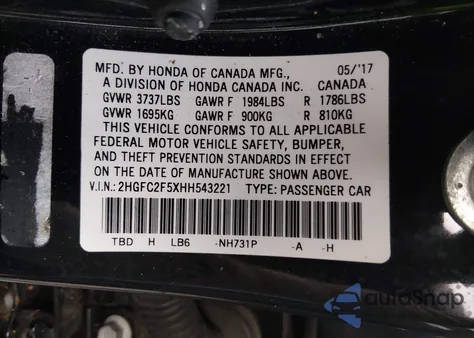 MFD. BY HONDA OF CANADA MFG., 05/'17
A DIVISION OF HONDA CANADA INC. CANADA
GVWR 3737LBS GAWR F 1984LBS R 1786LBS
GVWR 1695KG GAWR F 900KG R 810KG
THIS VEHICLE CONFORMS TO ALL APPLICABLE
FEDERAL MOTOR VEHICLE SAFETY, BUMPER,
AND THEFT PREVENTION STANDARDS IN EFFECT
ON THE DATE OF MANUFACTURE SHOWN ABOVE.
V.I.N.: 2HGFC2F5XHH543221 TYPE: PASSENGER CAR
TBD H LB6 -NH731P -A -H
autoSnap